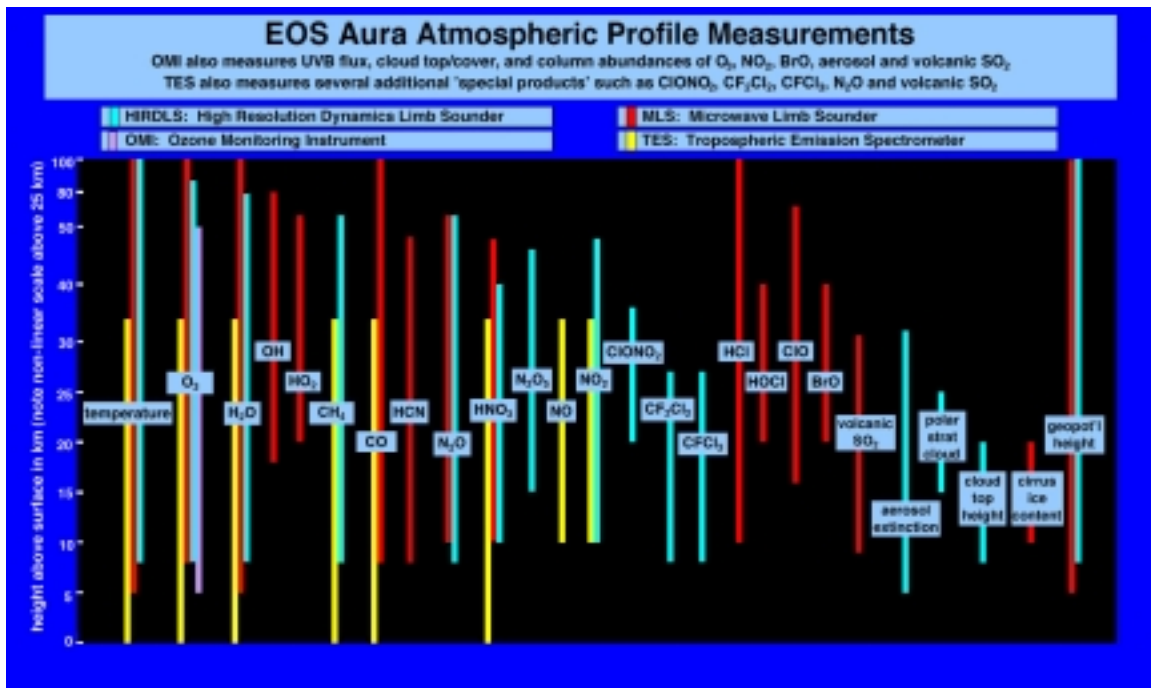 EOS Aura Atmospheric Profile Measurements
OMI also measures UVB flux, cloud top/cover, and column abundances of O₃, NO₂, BrO, aerosol and volcanic SO₂
TES also measures several additional 'special products' such as ClONO₂, CF₂Cl₂, CFCl₃, N₂O and volcanic SO₂
HIRDLS: High Resolution Dynamics Limb Sounder
MLS: Microwave Limb Sounder
OMI: Ozone Monitoring Instrument
TES: Tropospheric Emission Spectrometer
height above surface in km (note non-linear scale above 25 km)
100
80
50
40
30
25
20
15
10
5
0
temperature
O₃
H₂O
OH
HO₂
CH₄
CO
HCN
N₂O
HNO₃
N₂O₅
NO
NO₂
ClONO₂
CF₂Cl₂
CFCl₃
HCl
HOCl
ClO
BrO
volcanic
SO₂
aerosol
extinction
polar
strat
cloud
cloud
top
height
cirrus
ice
content
geopot'l
height